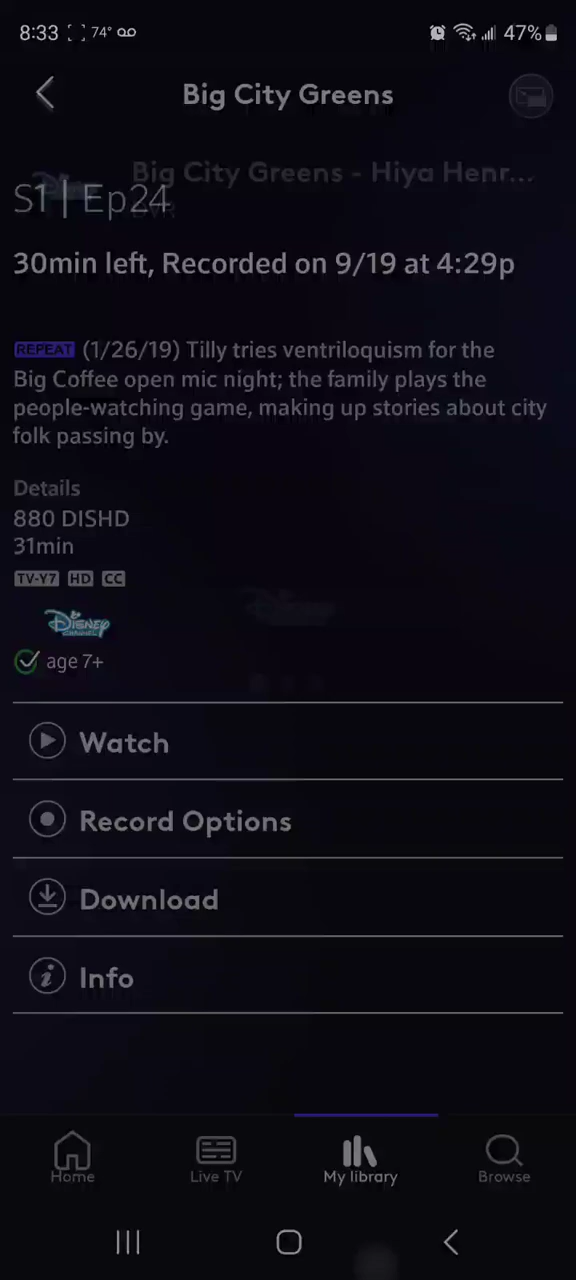 8:33 74° 47%
Big City Greens
Big City Greens - Hiya Henr...
DVR
S1 | Ep24
30min left, Recorded on 9/19 at 4:29p
REPEAT (1/26/19) Tilly tries ventriloquism for the
Big Coffee open mic night; the family plays the
people-watching game, making up stories about city
folk passing by.
Details
880 DISHD
31min
TV-Y7 HD CC
Disney
CHANNEL
age 7+
Watch
Record Options
Download
Info
Home Live TV My library Browse